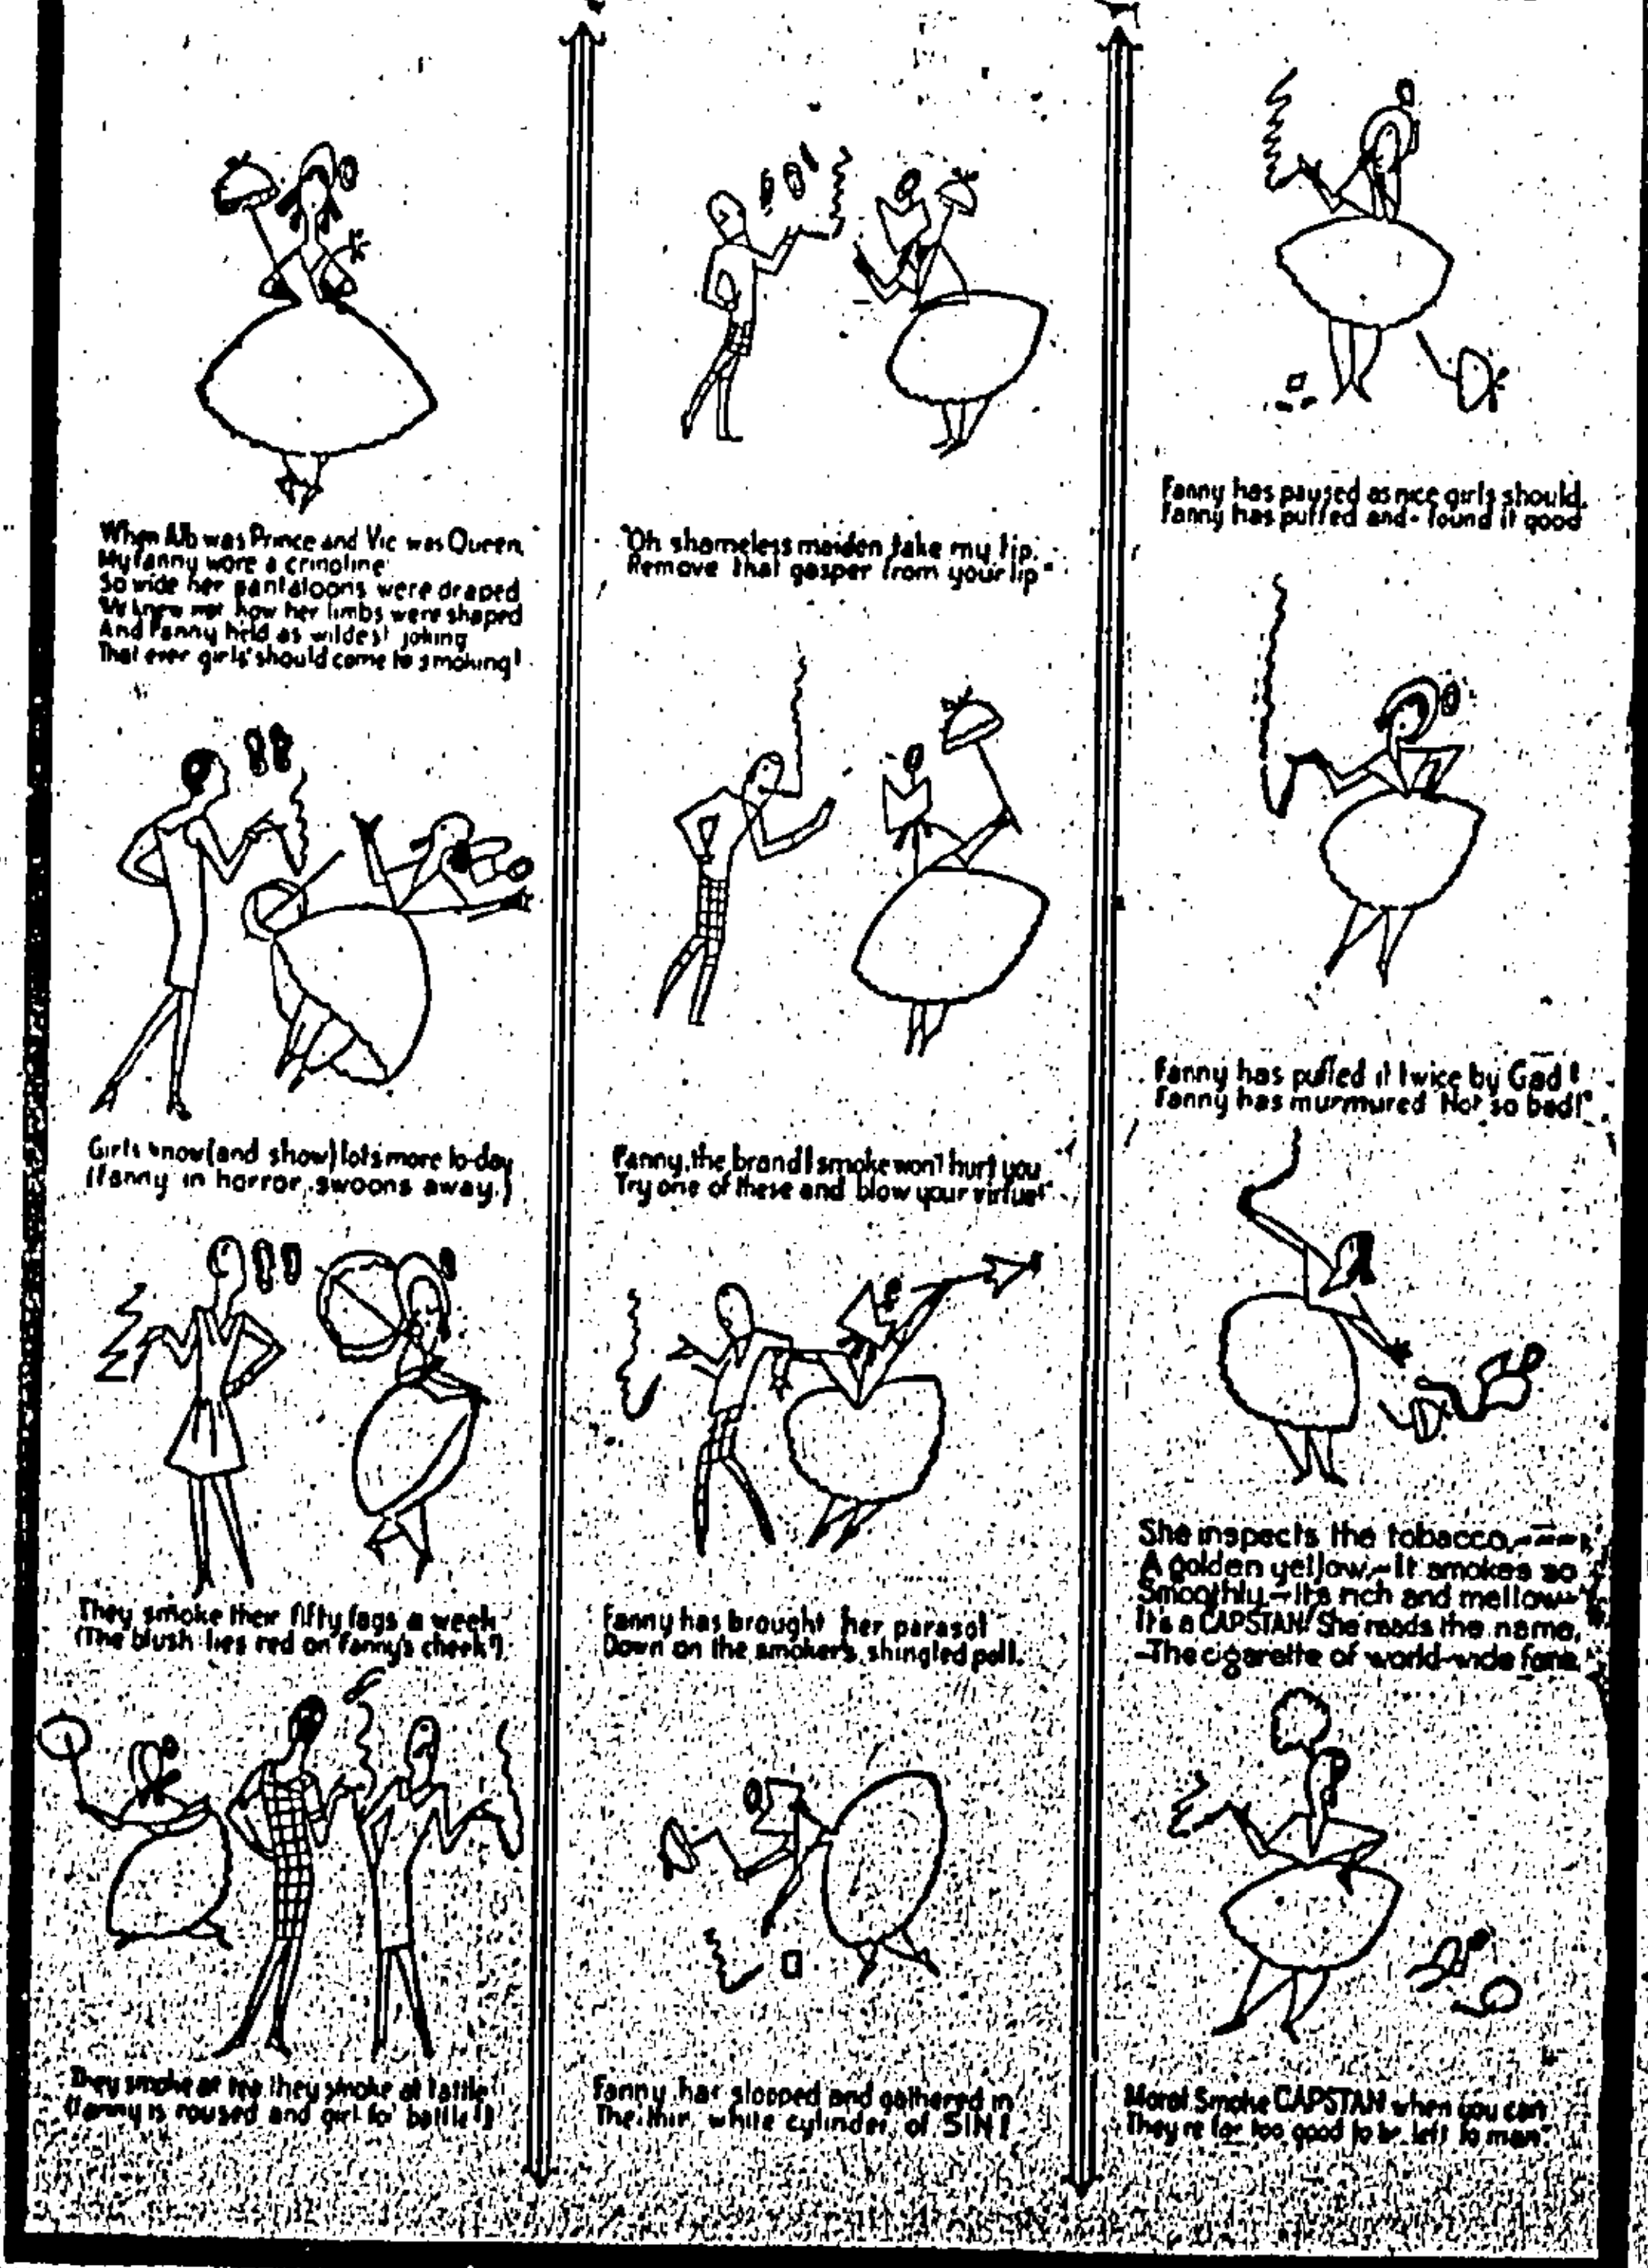 When Alb was Prince and Vic was Queen,
My Fanny wore a crinoline
So wide her pantaloons were draped
We knew not how her limbs were shaped
And Fanny held as wildest joking
That ever girls should come to smoking!
Girls know (and show) lots more to-day
(Fanny in horror, swoons away.)
They smoke their fifty fags a week
(The blush lies red on Fanny's cheek!)
They smoke at tea they smoke at tattle
(Fanny is roused and girt for battle!)
"Oh shameless maiden take my tip,
Remove that gasper from your lip"
Fanny, the brand I smoke won't hurt you
Try one of these and blow your virtue!"
Fanny has brought her parasol
Down on the smoker's shingled poll.
Fanny has stooped and gathered in
The thin white cylinder of SIN!
Fanny has paused as nice girls should,
Fanny has puffed and - found it good
Fanny has puffed it twice by Gad!
Fanny has murmured "Not so bad!"
She inspects the tobacco,
A golden yellow,- It smokes so
Smoothly,- Its rich and mellow
It's a CAPSTAN! She reads the name,
-The cigarette of world-wide fame.
Moral Smoke CAPSTAN when you can
They're far too good to be left to man"